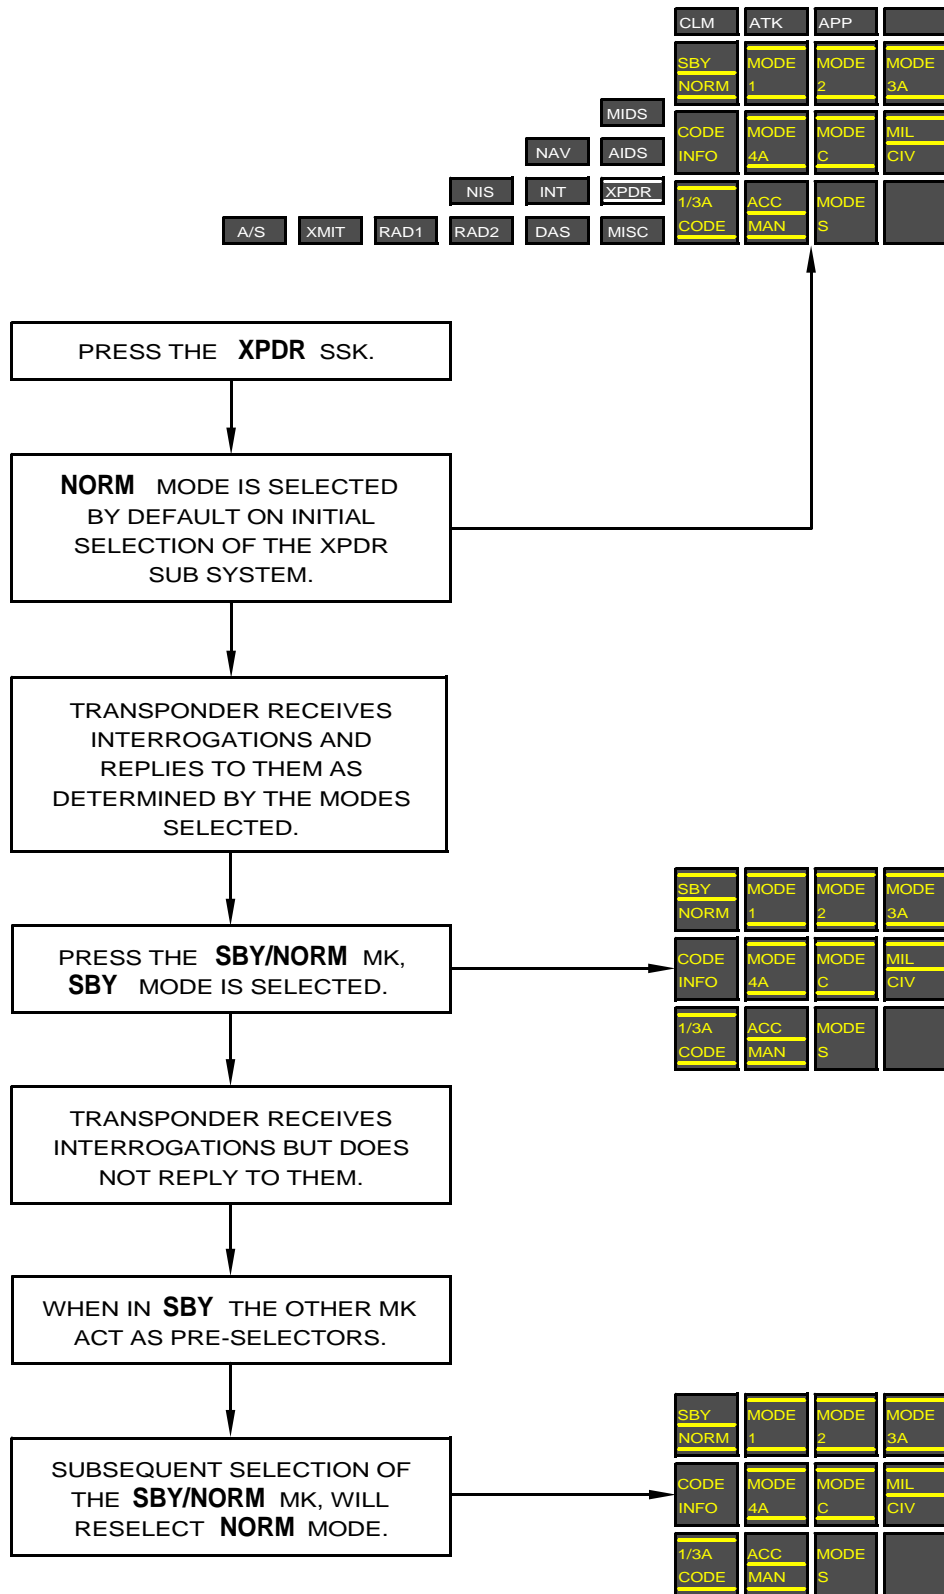 CLM ATK APP
SBY MODE MODE MODE
NORM 1 2 3A
MIDS
CODE MODE MODE MIL
INFO 4A C CIV
NAV AIDS
NIS INT XPDR
1/3A ACC MODE
CODE MAN S
A/S XMIT RAD1 RAD2 DAS MISC
PRESS THE XPDR SSK.
NORM MODE IS SELECTED
BY DEFAULT ON INITIAL
SELECTION OF THE XPDR
SUB SYSTEM.
TRANSPONDER RECEIVES
INTERROGATIONS AND
REPLIES TO THEM AS
DETERMINED BY THE MODES
SELECTED.
PRESS THE SBY/NORM MK,
SBY MODE IS SELECTED.
SBY MODE MODE MODE
NORM 1 2 3A
CODE MODE MODE MIL
INFO 4A C CIV
1/3A ACC MODE
CODE MAN S
TRANSPONDER RECEIVES
INTERROGATIONS BUT DOES
NOT REPLY TO THEM.
WHEN IN SBY THE OTHER MK
ACT AS PRE-SELECTORS.
SUBSEQUENT SELECTION OF
THE SBY/NORM MK, WILL
RESELECT NORM MODE.
SBY MODE MODE MODE
NORM 1 2 3A
CODE MODE MODE MIL
INFO 4A C CIV
1/3A ACC MODE
CODE MAN S